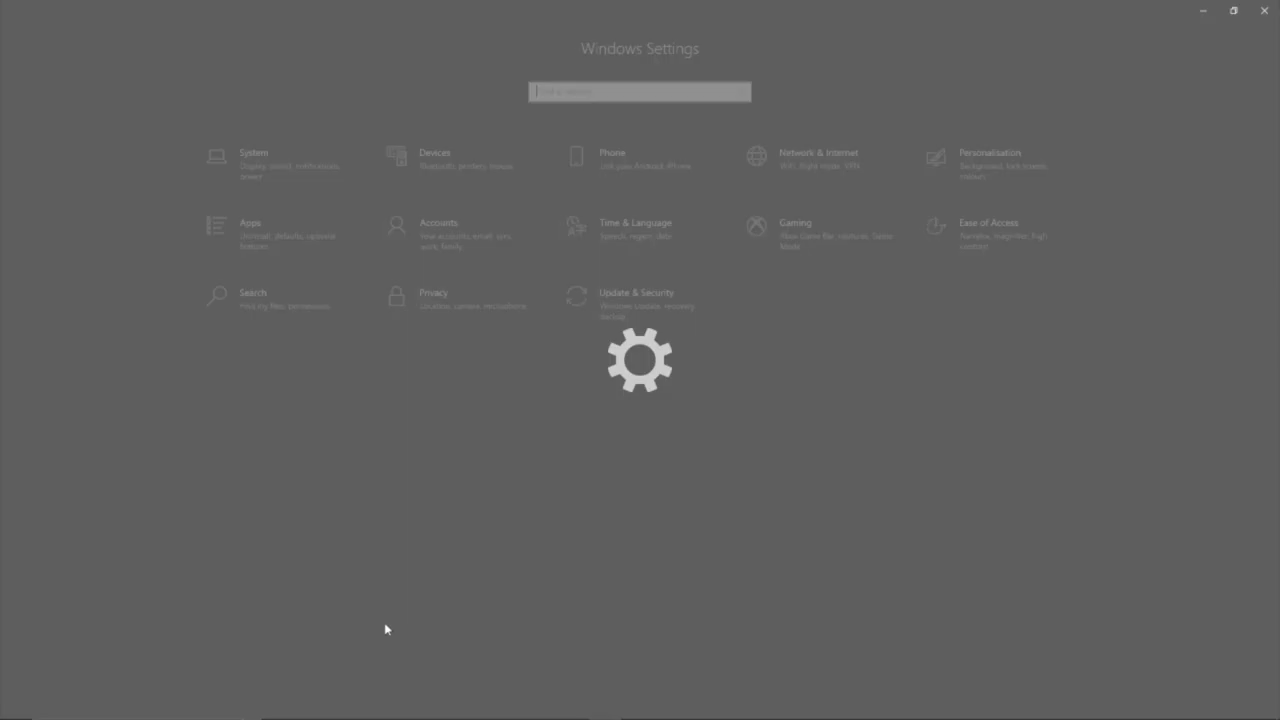 Windows Settings
Find a setting
System
Display, sound, notifications,
power
Devices
Bluetooth, printers, mouse
Phone
Link your Android, iPhone
Network & Internet
WiFi, flight mode, VPN
Personalisation
Background, lock screen,
colours
Apps
Uninstall, defaults, optional
features
Accounts
Your accounts, email, sync,
work, family
Time & Language
Speech, region, date
Gaming
Xbox Game Bar, captures, Game
Mode
Ease of Access
Narrator, magnifier, high
contrast
Search
Find my files, permissions
Privacy
Location, camera, microphone
Update & Security
Windows Update, recovery,
backup